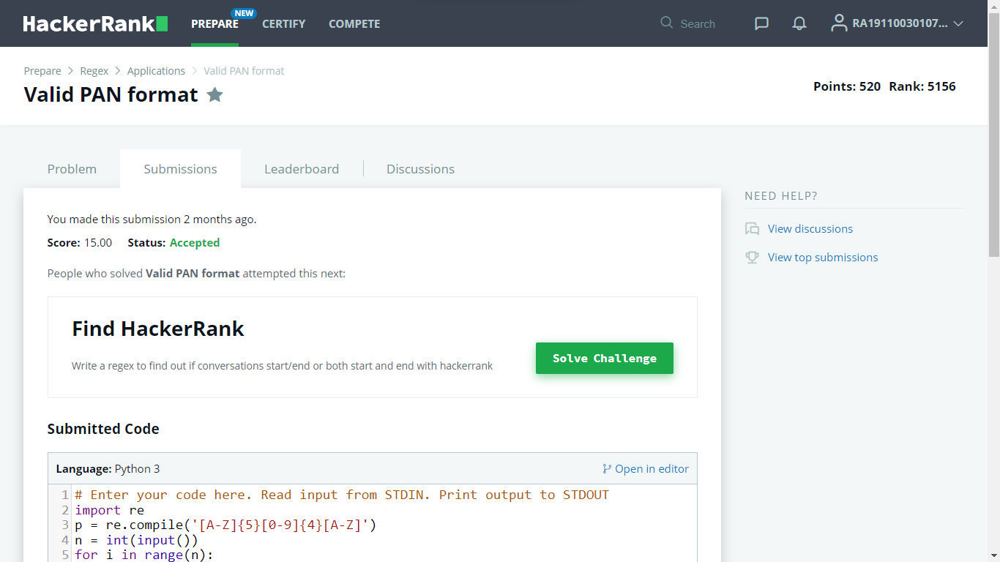 HackerRank PREPARE NEW CERTIFY COMPETE Search RA19110030107...
Prepare > Regex > Applications > Valid PAN format
Valid PAN format
Points: 520 Rank: 5156
Problem Submissions Leaderboard Discussions
NEED HELP?
View discussions
View top submissions
You made this submission 2 months ago.
Score: 15.00 Status: Accepted
People who solved Valid PAN format attempted this next:
Find HackerRank
Write a regex to find out if conversations start/end or both start and end with hackerrank
Solve Challenge
Submitted Code
Language: Python 3 Open in editor
1 # Enter your code here. Read input from STDIN. Print output to STDOUT
2 import re
3 p = re.compile('[A-Z]{5}[0-9]{4}[A-Z]')
4 n = int(input())
5 for i in range(n):